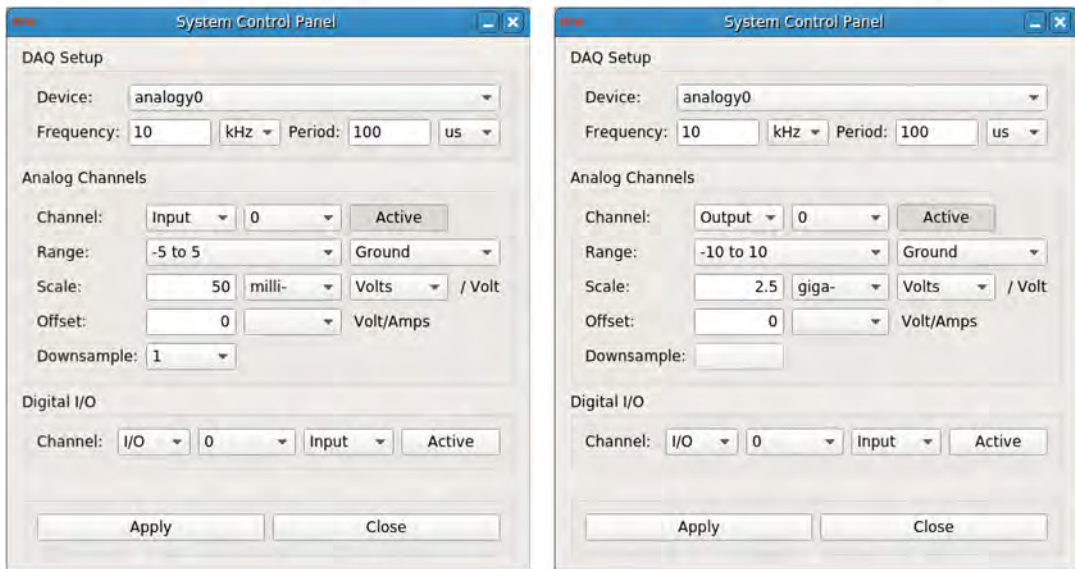 System Control Panel
DAQ Setup
Device: analogy0
Frequency: 10 kHz Period: 100 us
Analog Channels
Channel: Input 0 Active
Range: -5 to 5 Ground
Scale: 50 milli- Volts / Volt
Offset: 0 Volt/Amps
Downsample: 1
Digital I/O
Channel: I/O 0 Input Active
Apply Close
System Control Panel
DAQ Setup
Device: analogy0
Frequency: 10 kHz Period: 100 us
Analog Channels
Channel: Output 0 Active
Range: -10 to 10 Ground
Scale: 2.5 giga- Volts / Volt
Offset: 0 Volt/Amps
Downsample:
Digital I/O
Channel: I/O 0 Input Active
Apply Close